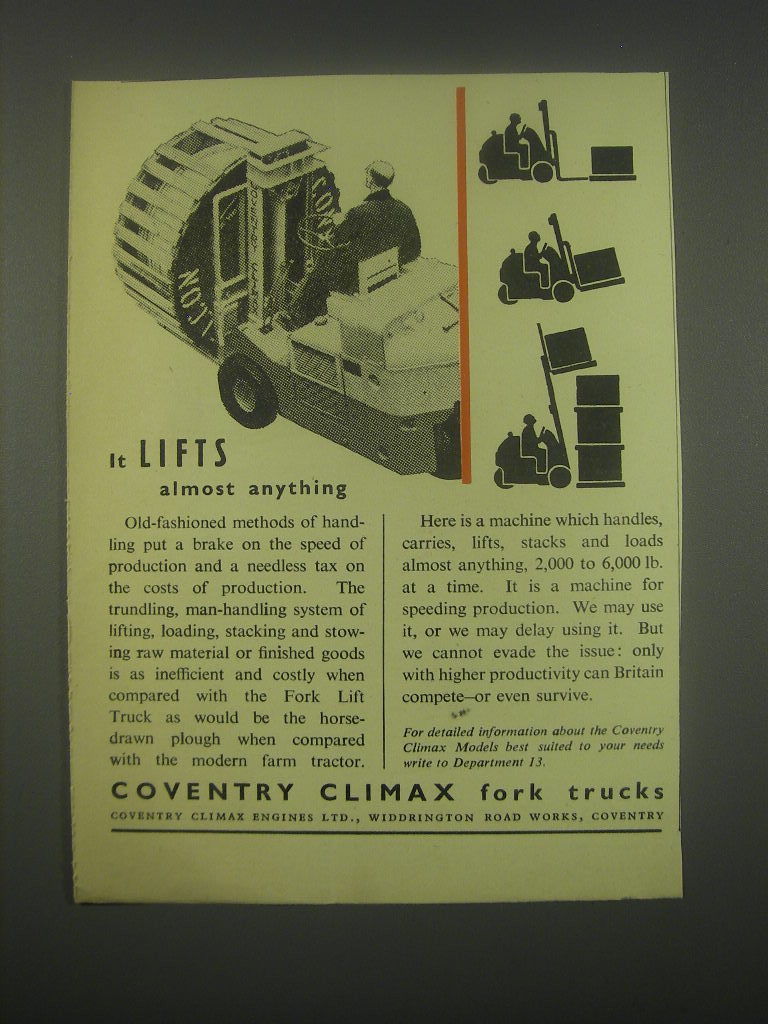 It LIFTS
almost anything
Old-fashioned methods of hand-
ling put a brake on the speed of
production and a needless tax on
the costs of production. The
trundling, man-handling system of
lifting, loading, stacking and stow-
ing raw material or finished goods
is as inefficient and costly when
compared with the Fork Lift
Truck as would be the horse-
drawn plough when compared
with the modern farm tractor.
Here is a machine which handles,
carries, lifts, stacks and loads
almost anything, 2,000 to 6,000 lb.
at a time. It is a machine for
speeding production. We may use
it, or we may delay using it. But
we cannot evade the issue: only
with higher productivity can Britain
compete—or even survive.
For detailed information about the Coventry
Climax Models best suited to your needs
write to Department 13.
COVENTRY CLIMAX fork trucks
COVENTRY CLIMAX ENGINES LTD., WIDDRINGTON ROAD WORKS, COVENTRY